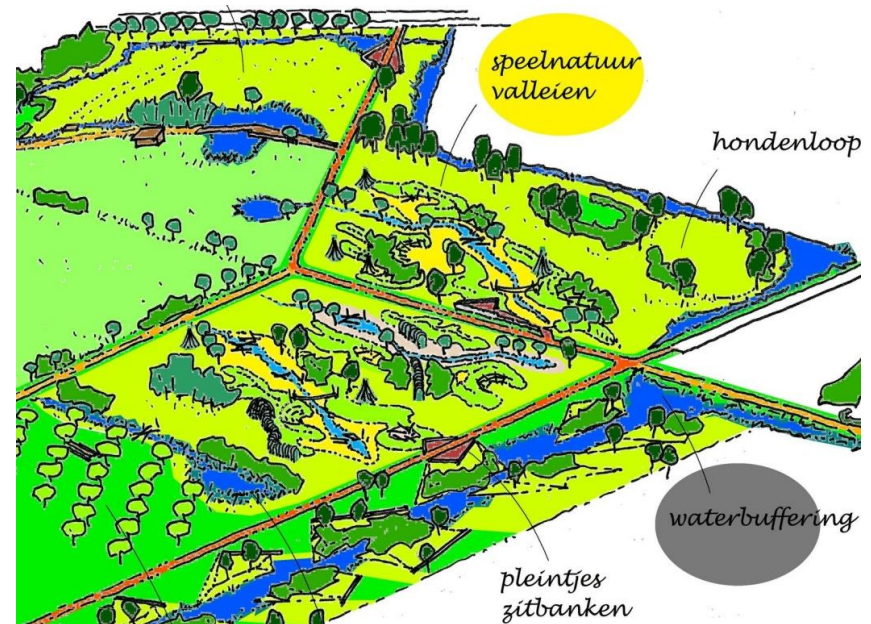 speelnatuur
valleien
hondenloop
waterbuffering
pleintjes
zitbanken